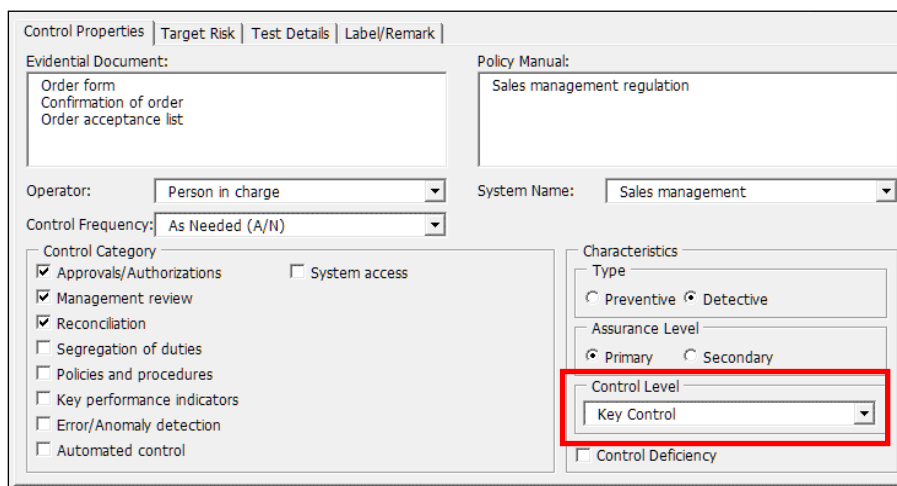 Control Properties Target Risk Test Details Label/Remark
Evidential Document: Policy Manual:
Order form Sales management regulation
Confirmation of order
Order acceptance list
Operator: Person in charge System Name: Sales management
Control Frequency: As Needed (A/N)
Control Category Characteristics
Approvals/Authorizations System access Type
Management review Preventive Detective
Reconciliation
Segregation of duties Assurance Level
Policies and procedures Primary Secondary
Key performance indicators Control Level
Error/Anomaly detection Key Control
Automated control Control Deficiency